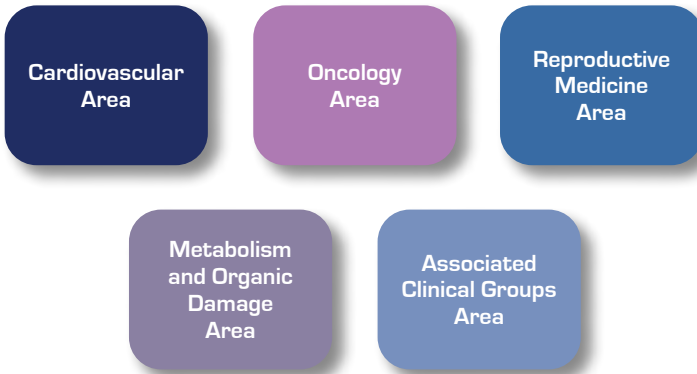 Cardiovascular
Area
Oncology
Area
Reproductive
Medicine
Area
Metabolism
and Organic
Damage
Area
Associated
Clinical Groups
Area